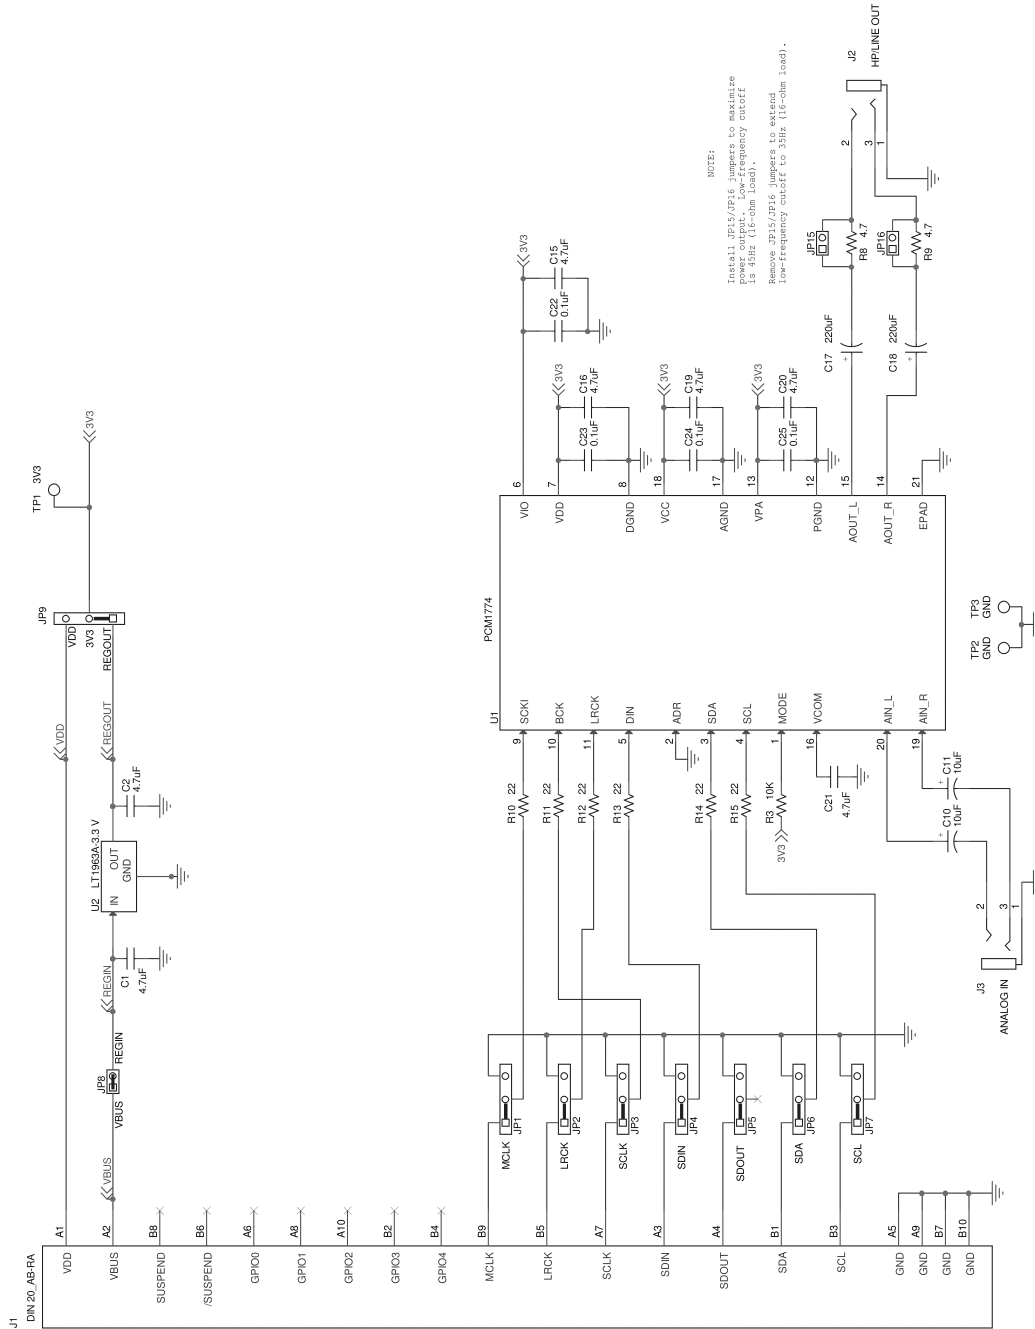 J1
DIN 20_AB-RA
VDD
A1
VBUS
A2
SUSPEND
B8
/SUSPEND
B6
GPIO0
A6
GPIO1
A8
GPIO2
A10
GPIO3
B2
GPIO4
B4
MCLK
B9
LRCK
B5
SCLK
A7
SDIN
A3
SDOUT
A4
SDA
B1
SCL
B3
GND
A5
GND
A9
GND
B7
GND
B10
VBUS
VBUS
JP8
REGIN
REGIN
C1
4.7uF
U2
LT1963A-3.3 V
IN
OUT
GND
C2
4.7uF
REGOUT
VDD
JP9
VDD
3V3
REGOUT
TP1
3V3
3V3
MCLK
JP1
LRCK
JP2
SCLK
JP3
SDIN
JP4
SDOUT
JP5
SDA
JP6
SCL
JP7
R10
22
R11
22
R12
22
R13
22
R14
22
R15
22
R3
10K
3V3
C21
4.7uF
J3
ANALOG IN
2
3
1
C10
10uF
C11
10uF
9
10
11
5
2
3
4
1
16
20
19
U1
PCM1774
SCKI
BCK
LRCK
DIN
ADR
SDA
SCL
MODE
VCOM
AIN_L
AIN_R
VIO
VDD
DGND
VCC
AGND
VPA
PGND
AOUT_L
AOUT_R
EPAD
6
7
8
18
17
13
12
15
14
21
TP2
GND
TP3
GND
C22
0.1uF
C15
4.7uF
3V3
C23
0.1uF
C16
4.7uF
3V3
C24
0.1uF
C19
4.7uF
3V3
C25
0.1uF
C20
4.7uF
3V3
C17
220uF
C18
220uF
JP15
R8
4.7
JP16
R9
4.7
2
3
1
J2
HP/LINE OUT
NOTE:
Install JP15/JP16 jumpers to maximize
power output. Low-frequency cutoff
is 45Hz (16-ohm load).
Remove JP15/JP16 jumpers to extend
low-frequency cutoff to 35Hz (16-ohm load).
+
+
+
+